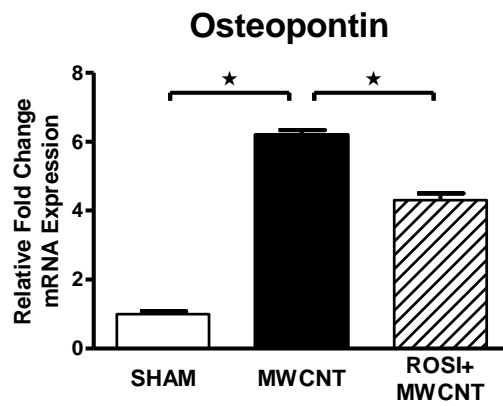 Osteopontin
Relative Fold Change
mRNA Expression
8
6
4
2
0
★
★
SHAM
MWCNT
ROSI+
MWCNT